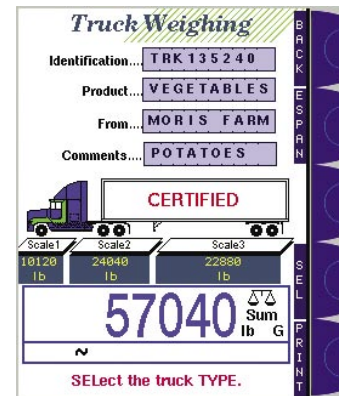 Truck Weighing
Identification.... TRK135240
Product.... VEGETABLES
From.... MORIS FARM
Comments.... POTATOES
CERTIFIED
Scale1 Scale2 Scale3
10120 24040 22880
lb lb lb
57040 Sum
lb G
~
SELect the truck TYPE.
BACK
ESPAN
SEL
PRINT